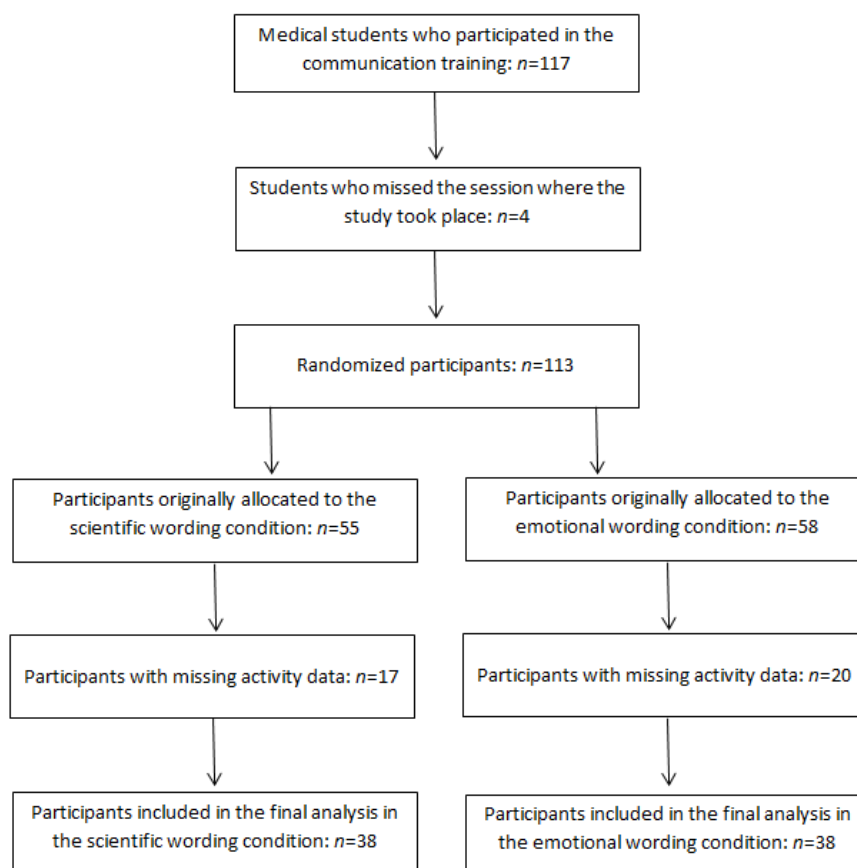 Medical students who participated in the
communication training: n=117
Students who missed the session where the
study took place: n=4
Randomized participants: n=113
Participants originally allocated to the
scientific wording condition: n=55
Participants originally allocated to the
emotional wording condition: n=58
Participants with missing activity data: n=17
Participants with missing activity data: n=20
Participants included in the final analysis in
the scientific wording condition: n=38
Participants included in the final analysis in
the emotional wording condition: n=38